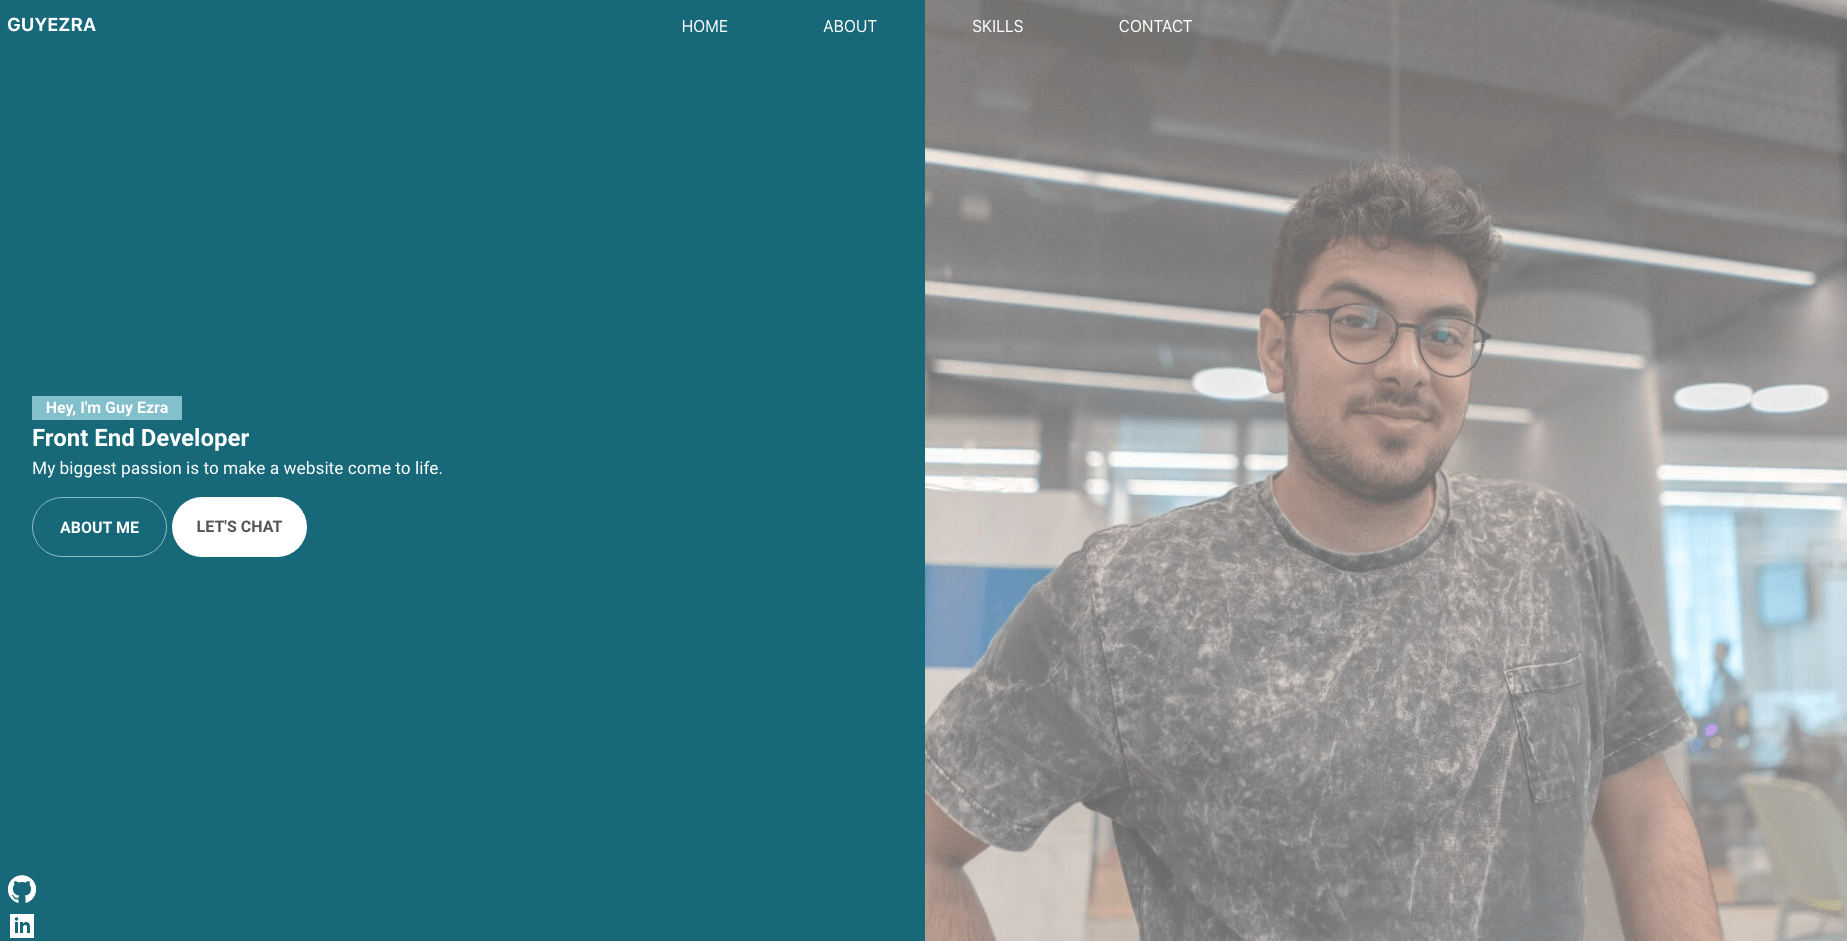 GUYEZRA
HOME ABOUT SKILLS CONTACT
Hey, I'm Guy Ezra
Front End Developer
My biggest passion is to make a website come to life.
ABOUT ME LET'S CHAT
in